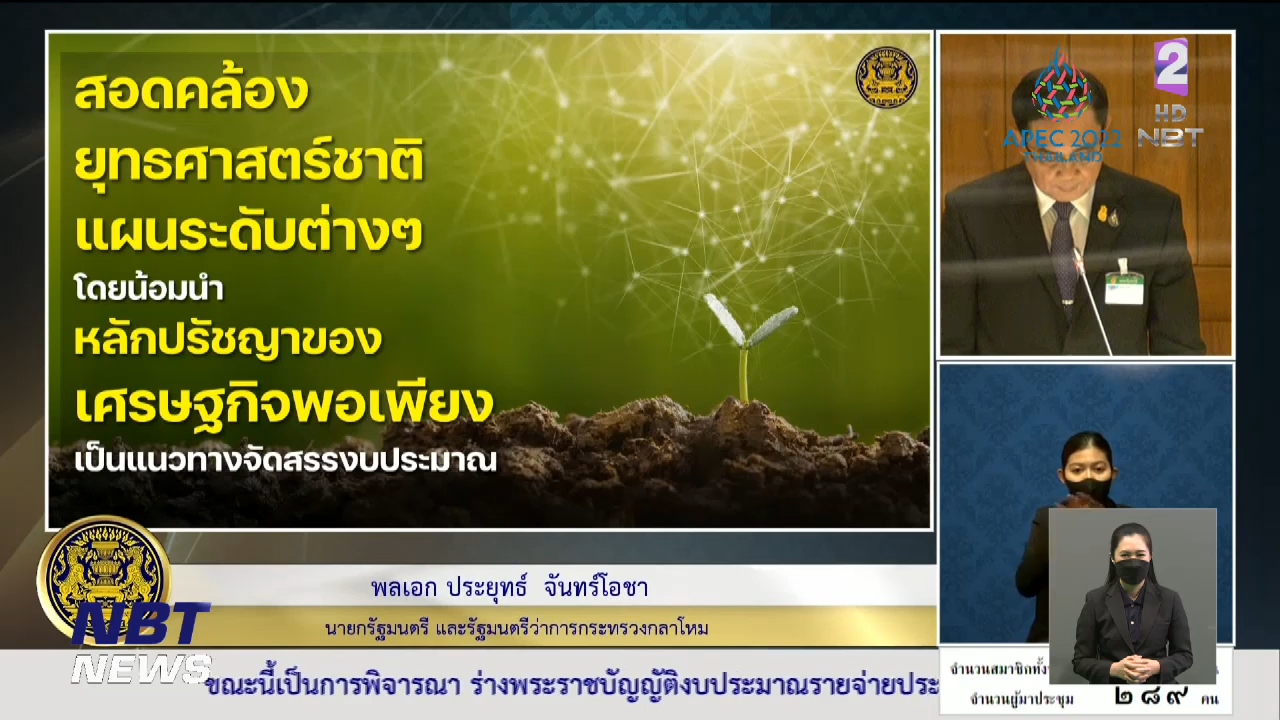 สอดคล้อง
ยุทธศาสตร์ชาติ
แผนระดับต่างๆ
โดยน้อมนำ
หลักปรัชญาของ
เศรษฐกิจพอเพียง
เป็นแนวทางจัดสรรงบประมาณ
APEC 2022
THAILAND
2
HD
NBT
พลเอก ประยุทธ์ จันทร์โอชา
นายกรัฐมนตรี และรัฐมนตรีว่าการกระทรวงกลาโหม
NBT
NEWS
ขณะนี้เป็นการพิจารณา ร่างพระราชบัญญัติงบประมาณรายจ่ายประ
จำนวนสมาชิกทั้ง
จำนวนผู้มาประชุม ๒๘๙ คน